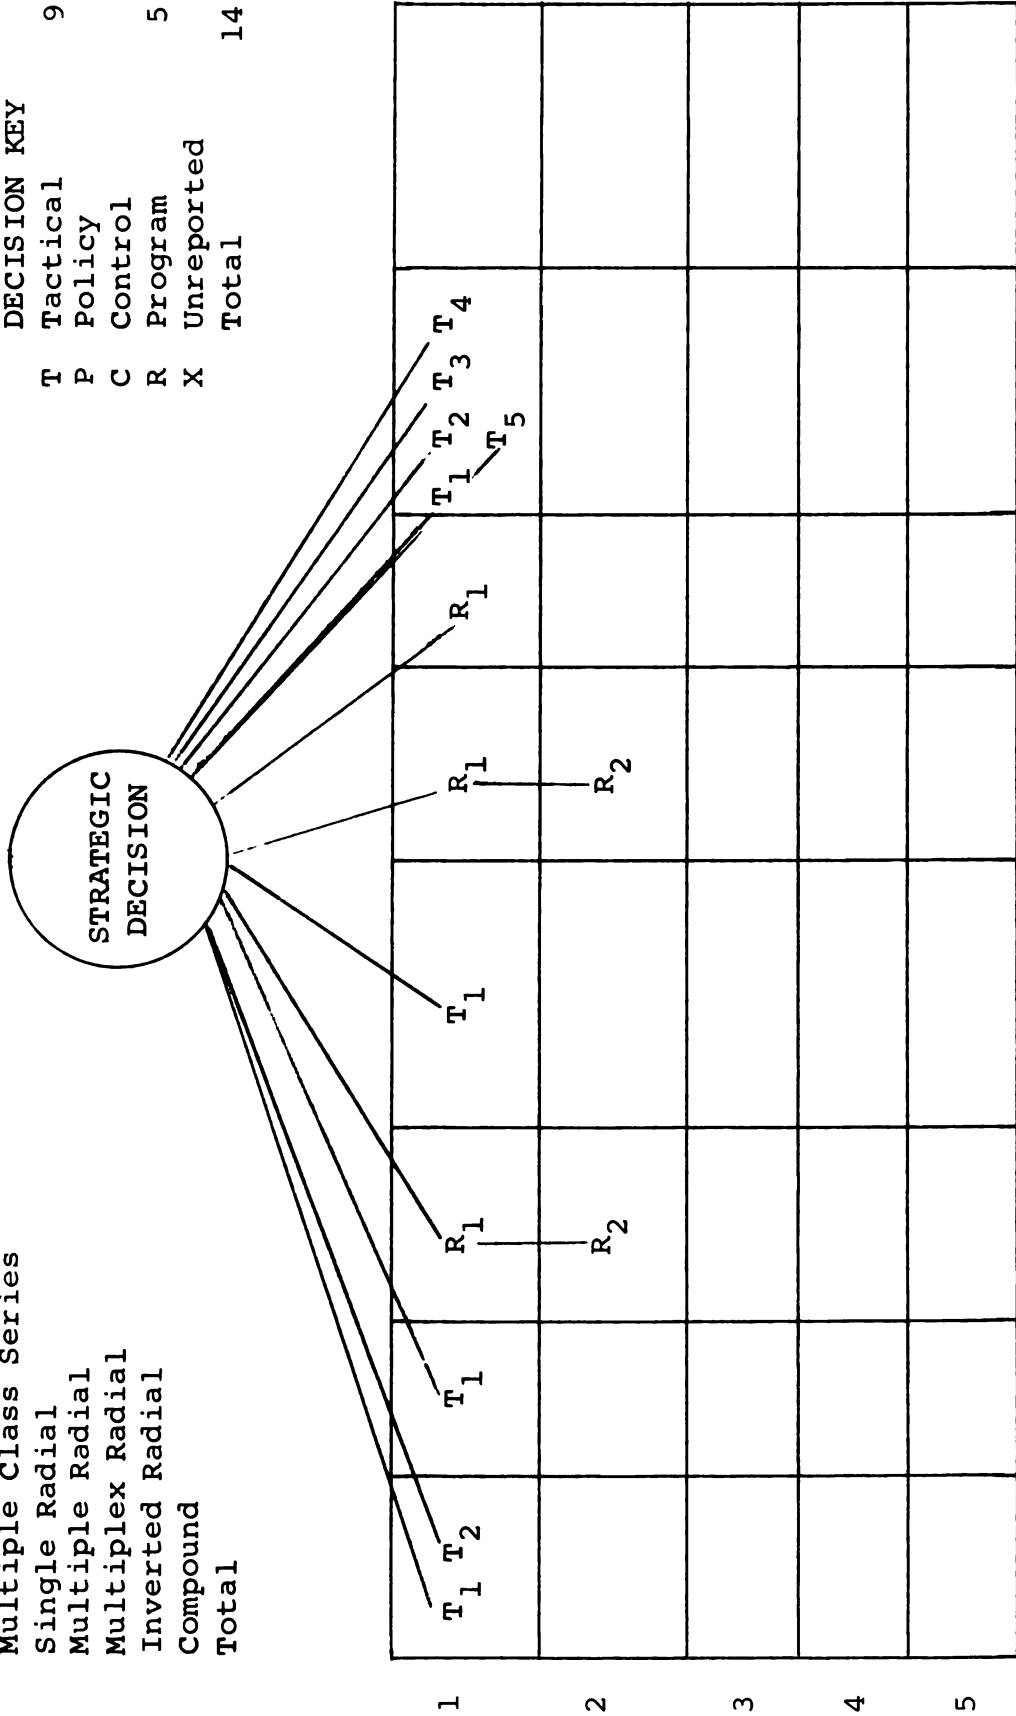 Multiple Class Series
Single Radial
Multiple Radial
Multiplex Radial
Inverted Radial
Compound
Total
DECISION KEY
T Tactical 9
P Policy
C Control
R Program 5
X Unreported
Total 14
STRATEGIC
DECISION
1 T1 T2 T1 R1 T1 R1 R1 T1 T2 T3 T4
T5
2 R2 R2
3
4
5